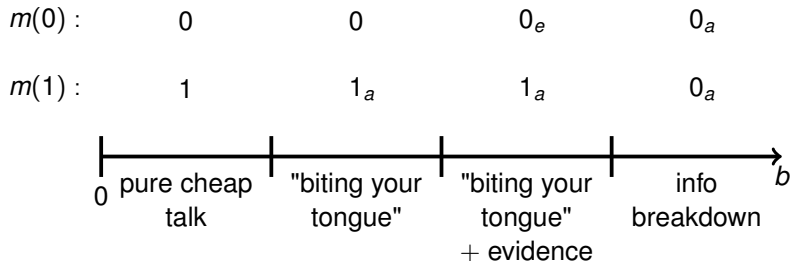 m(0) : 0 0 0ₑ 0ₐ
m(1) : 1 1ₐ 1ₐ 0ₐ
0 b
pure cheap "biting your "biting your info
talk tongue" tongue" breakdown
+ evidence